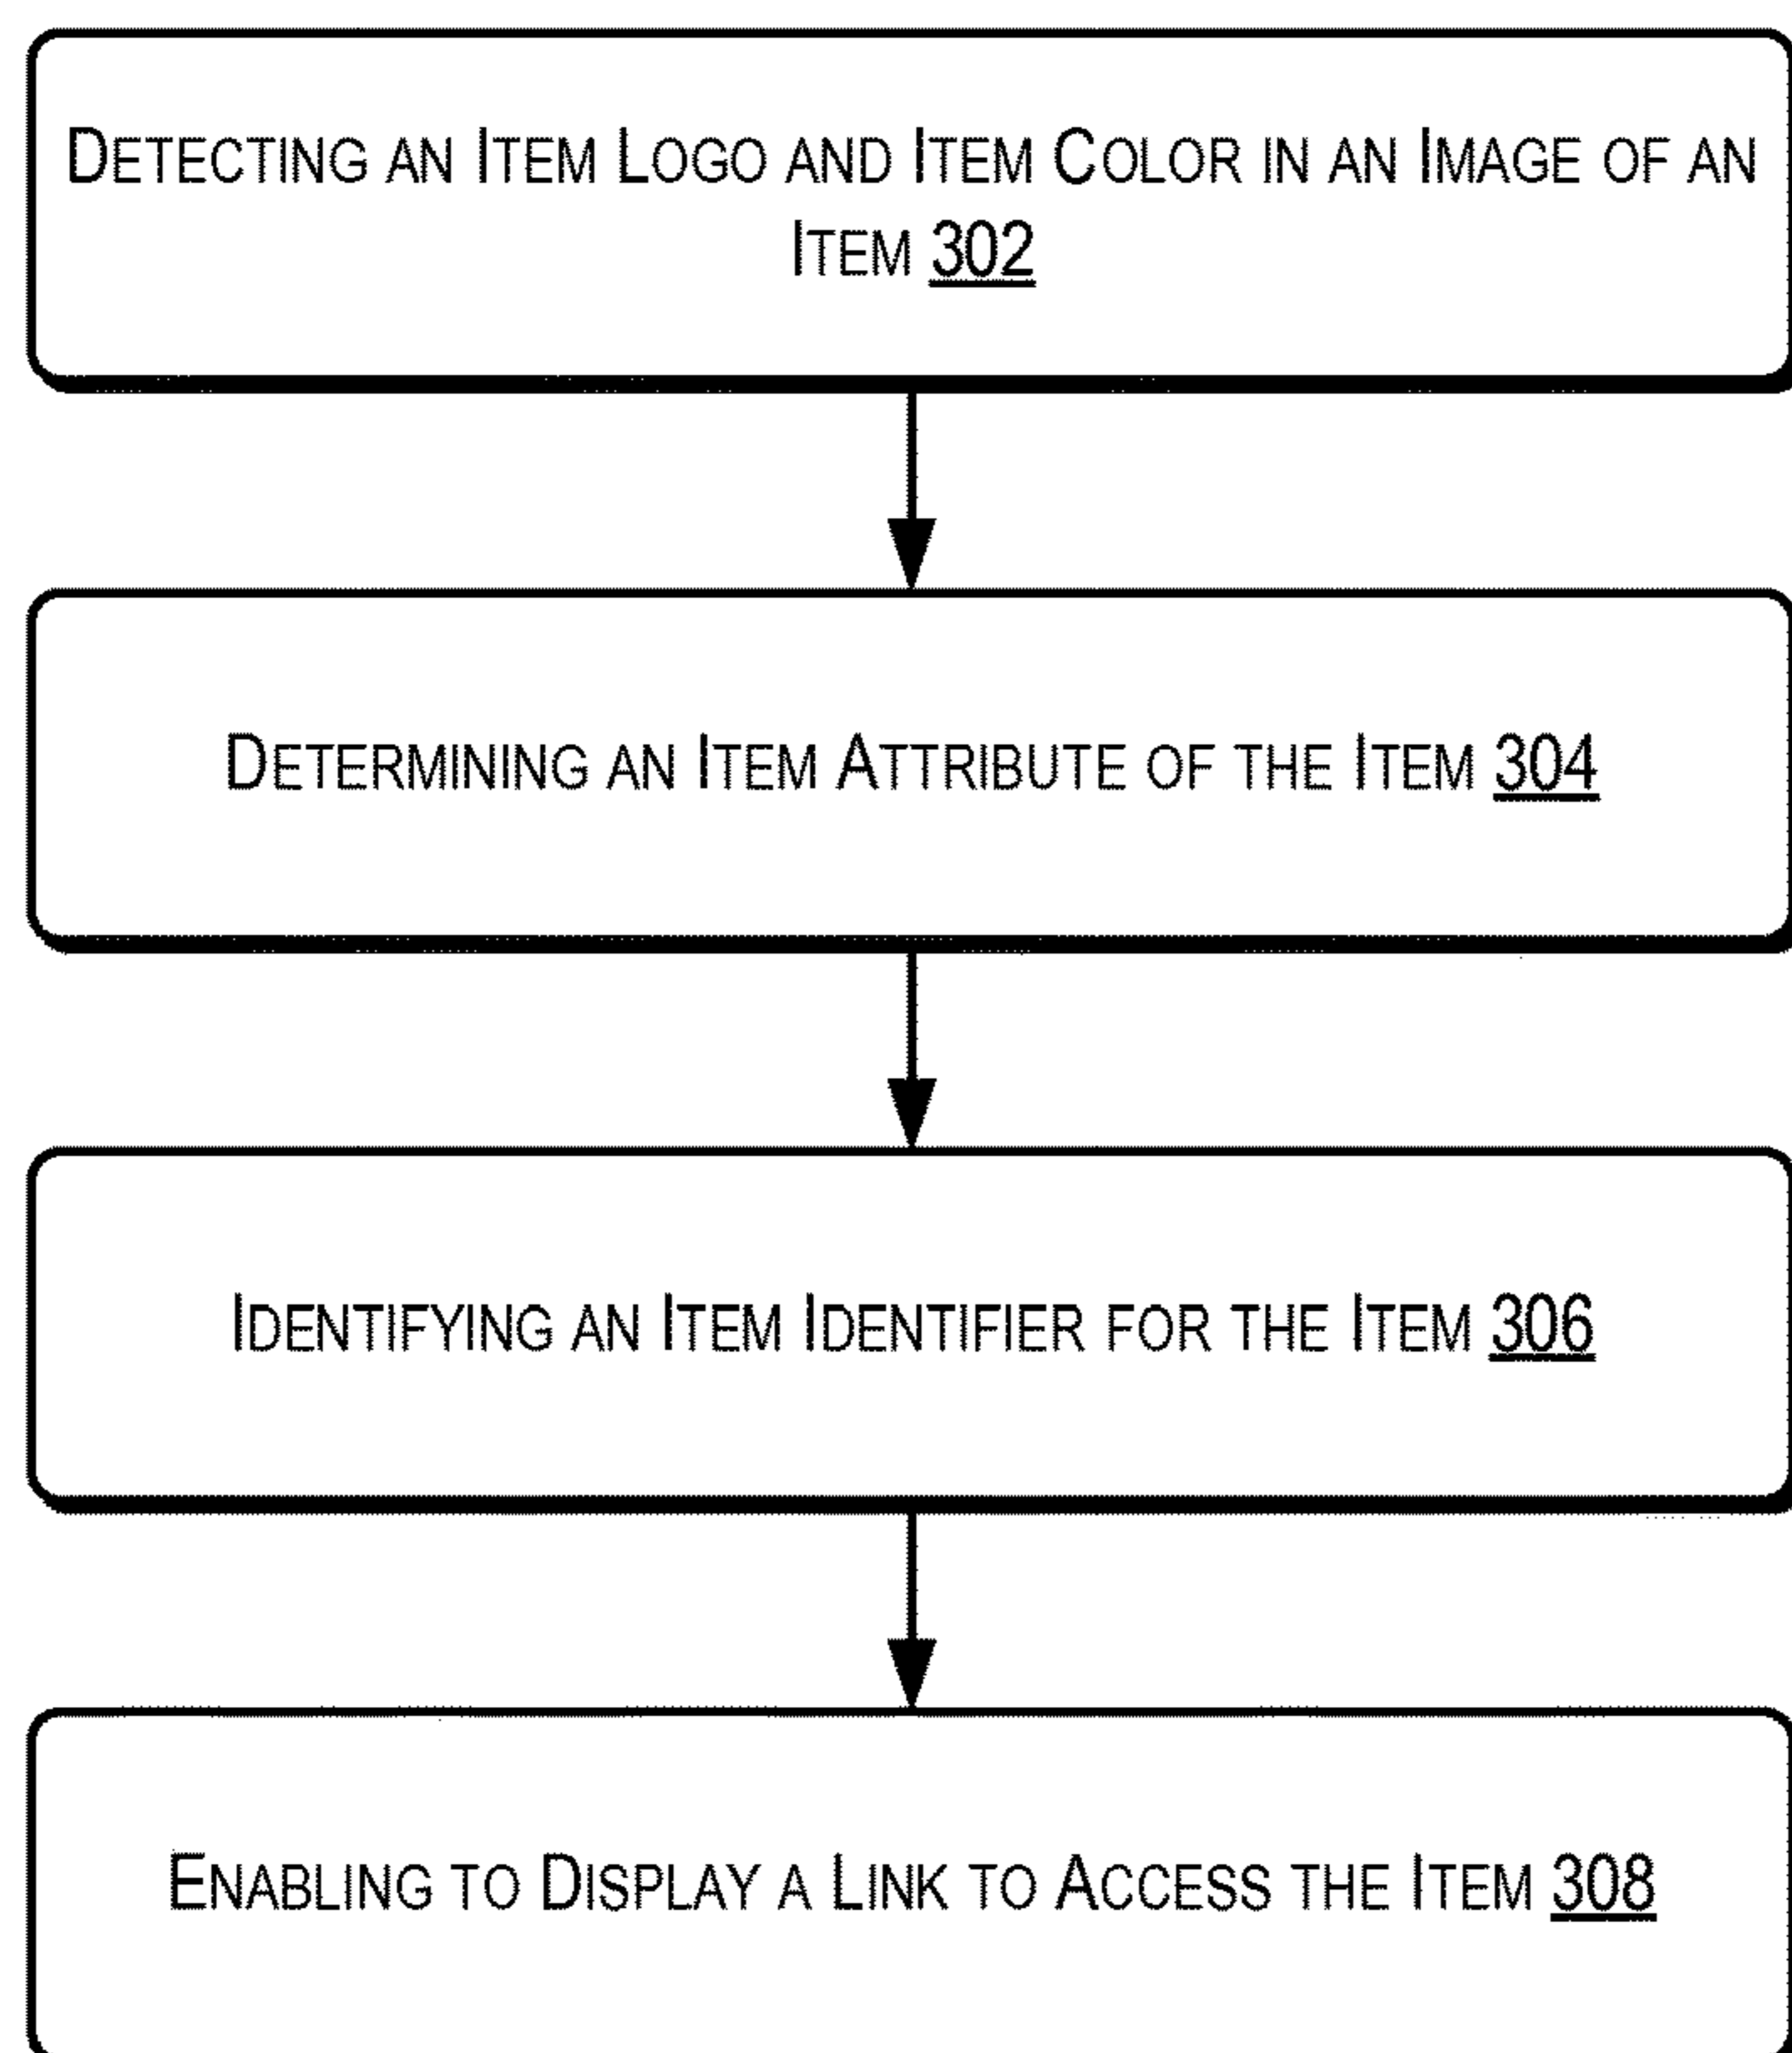 DETECTING AN ITEM LOGO AND ITEM COLOR IN AN IMAGE OF AN
ITEM 302
DETERMINING AN ITEM ATTRIBUTE OF THE ITEM 304
IDENTIFYING AN ITEM IDENTIFIER FOR THE ITEM 306
ENABLING TO DISPLAY A LINK TO ACCESS THE ITEM 308